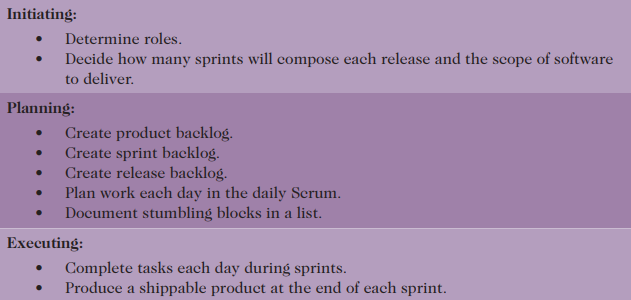 Initiating:
• Determine roles.
• Decide how many sprints will compose each release and the scope of software
to deliver.
Planning:
• Create product backlog.
• Create sprint backlog.
• Create release backlog.
• Plan work each day in the daily Scrum.
• Document stumbling blocks in a list.
Executing:
• Complete tasks each day during sprints.
• Produce a shippable product at the end of each sprint.